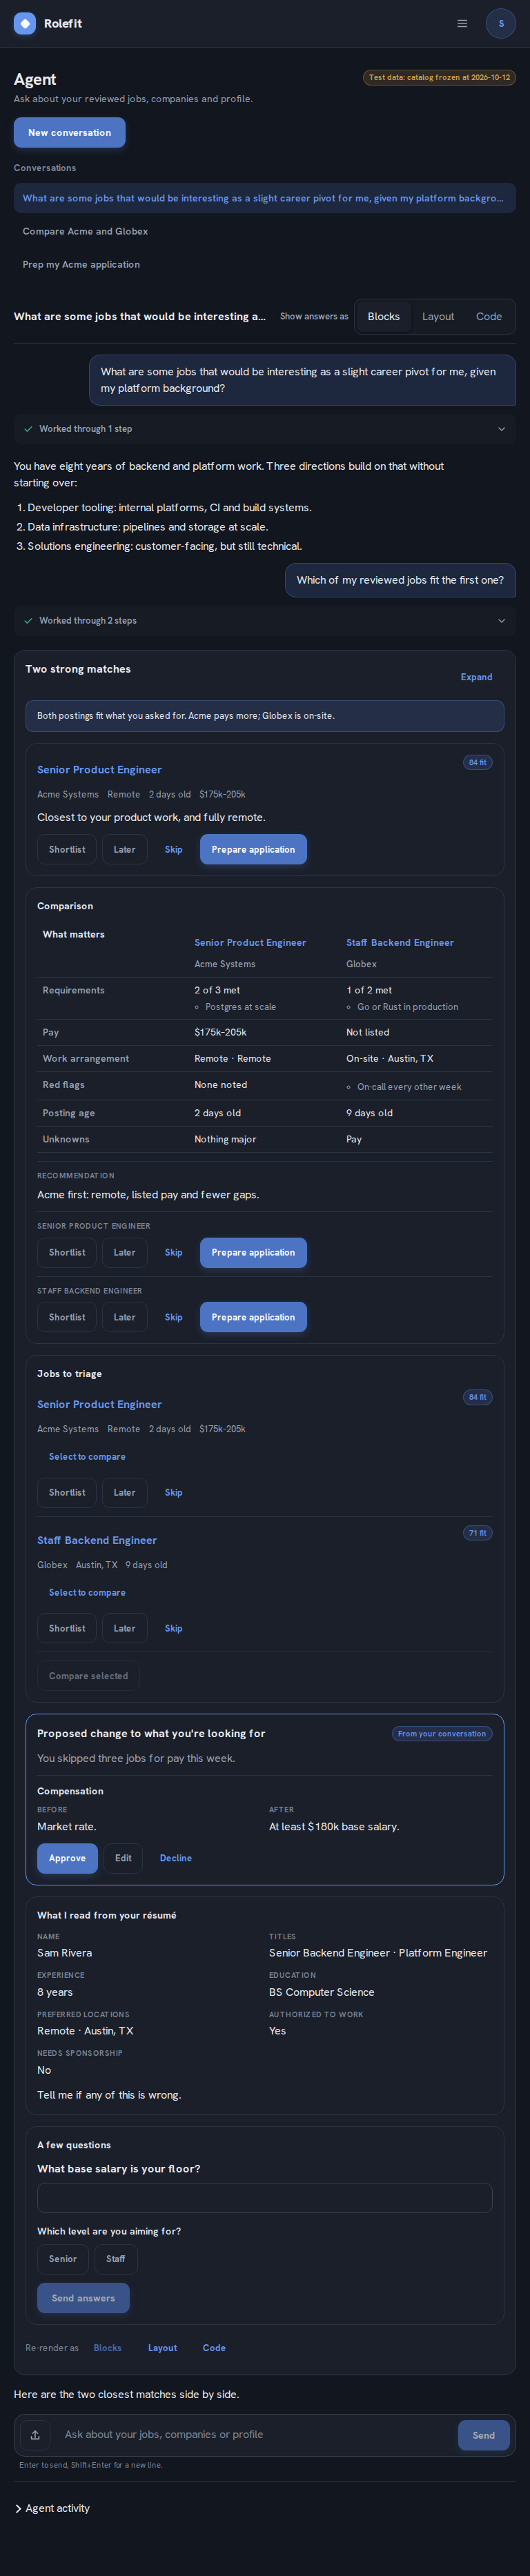 Rolefit
S
Agent
Test data: catalog frozen at 2026-10-12
Ask about your reviewed jobs, companies and profile.
New conversation
Conversations
What are some jobs that would be interesting as a slight career pivot for me, given my platform backgro...
Compare Acme and Globex
Prep my Acme application
What are some jobs that would be interesting a...
Show answers as
Blocks
Layout
Code
What are some jobs that would be interesting as a slight career pivot for me, given
my platform background?
Worked through 1 step
You have eight years of backend and platform work. Three directions build on that without
starting over:
1. Developer tooling: internal platforms, CI and build systems.
2. Data infrastructure: pipelines and storage at scale.
3. Solutions engineering: customer-facing, but still technical.
Which of my reviewed jobs fit the first one?
Worked through 2 steps
Two strong matches
Expand
Both postings fit what you asked for. Acme pays more; Globex is on-site.
Senior Product Engineer
84 fit
Acme Systems Remote 2 days old $175k–205k
Closest to your product work, and fully remote.
Shortlist Later Skip Prepare application
Comparison
What matters Senior Product Engineer Staff Backend Engineer
Acme Systems Globex
Requirements 2 of 3 met 1 of 2 met
Postgres at scale Go or Rust in production
Pay $175k–205k Not listed
Work arrangement Remote · Remote On-site · Austin, TX
Red flags None noted On-call every other week
Posting age 2 days old 9 days old
Unknowns Nothing major Pay
RECOMMENDATION
Acme first: remote, listed pay and fewer gaps.
SENIOR PRODUCT ENGINEER
Shortlist Later Skip Prepare application
STAFF BACKEND ENGINEER
Shortlist Later Skip Prepare application
Jobs to triage
Senior Product Engineer
84 fit
Acme Systems Remote 2 days old $175k–205k
Select to compare
Shortlist Later Skip
Staff Backend Engineer
71 fit
Globex Austin, TX 9 days old
Select to compare
Shortlist Later Skip
Compare selected
Proposed change to what you're looking for
From your conversation
You skipped three jobs for pay this week.
Compensation
BEFORE AFTER
Market rate. At least $180k base salary.
Approve Edit Decline
What I read from your résumé
NAME TITLES
Sam Rivera Senior Backend Engineer · Platform Engineer
EXPERIENCE EDUCATION
8 years BS Computer Science
PREFERRED LOCATIONS AUTHORIZED TO WORK
Remote · Austin, TX Yes
NEEDS SPONSORSHIP
No
Tell me if any of this is wrong.
A few questions
What base salary is your floor?
Which level are you aiming for?
Senior Staff
Send answers
Re-render as Blocks Layout Code
Here are the two closest matches side by side.
Ask about your jobs, companies or profile
Send
Enter to send, Shift+Enter for a new line.
Agent activity